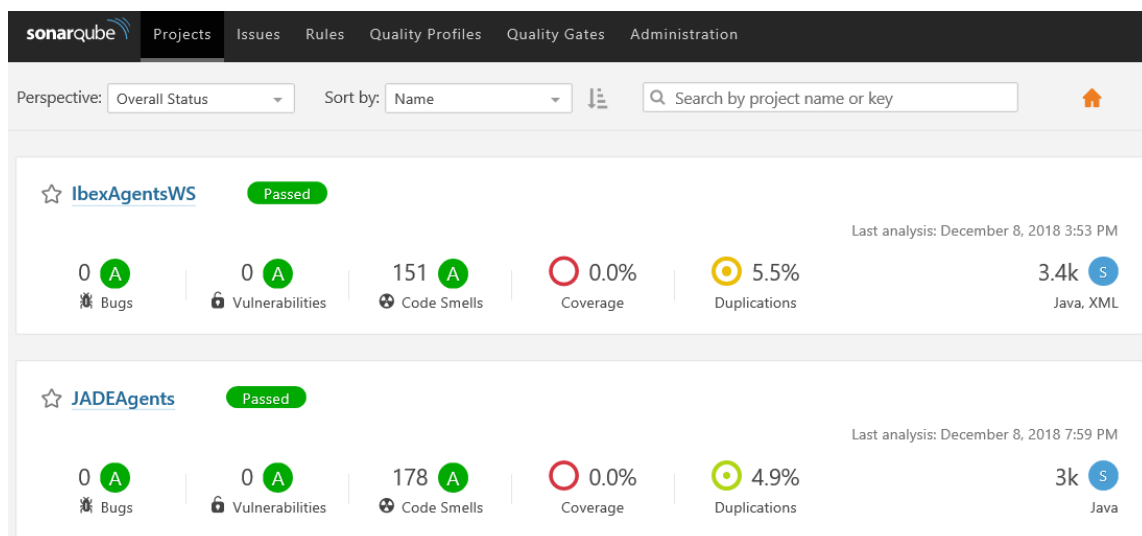 sonarqube Projects Issues Rules Quality Profiles Quality Gates Administration
Perspective: Overall Status Sort by: Name Search by project name or key
IbexAgentsWS Passed
Last analysis: December 8, 2018 3:53 PM
0 A 0 A 151 A 0.0% 5.5% 3.4k S
Bugs Vulnerabilities Code Smells Coverage Duplications Java, XML
JADEAgents Passed
Last analysis: December 8, 2018 7:59 PM
0 A 0 A 178 A 0.0% 4.9% 3k S
Bugs Vulnerabilities Code Smells Coverage Duplications Java